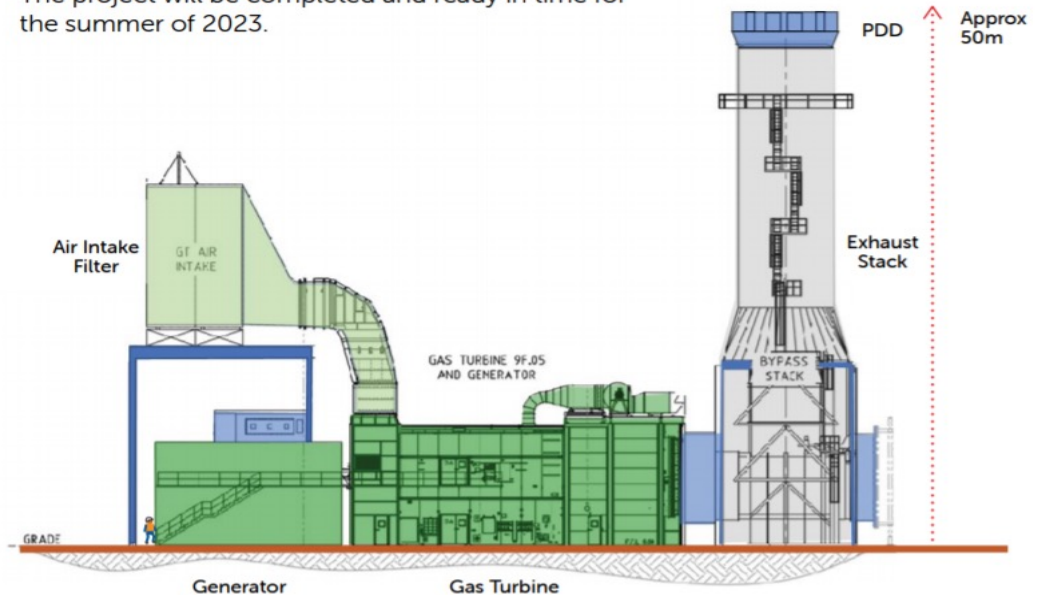 the summer of 2023.
PDD
Approx
50m
Air Intake
Filter
GT AIR
INTAKE
Exhaust
Stack
GAS TURBINE 9F.05
AND GENERATOR
BYPASS
STACK
GRADE
Generator
Gas Turbine